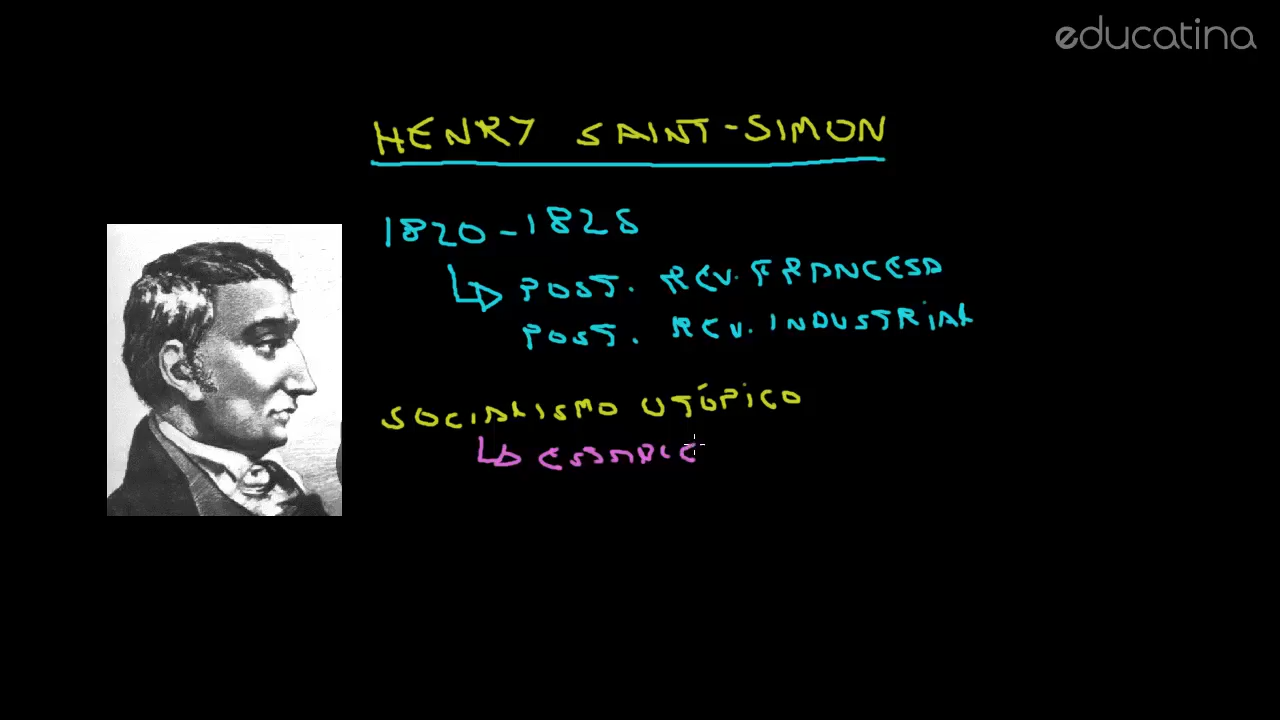 educatina
HENRY SAINT-SIMON
1820-1825
POST. REV. FRANCESA
POST. REV. INDUSTRIAL
SOCIALISMO UTÓPICO